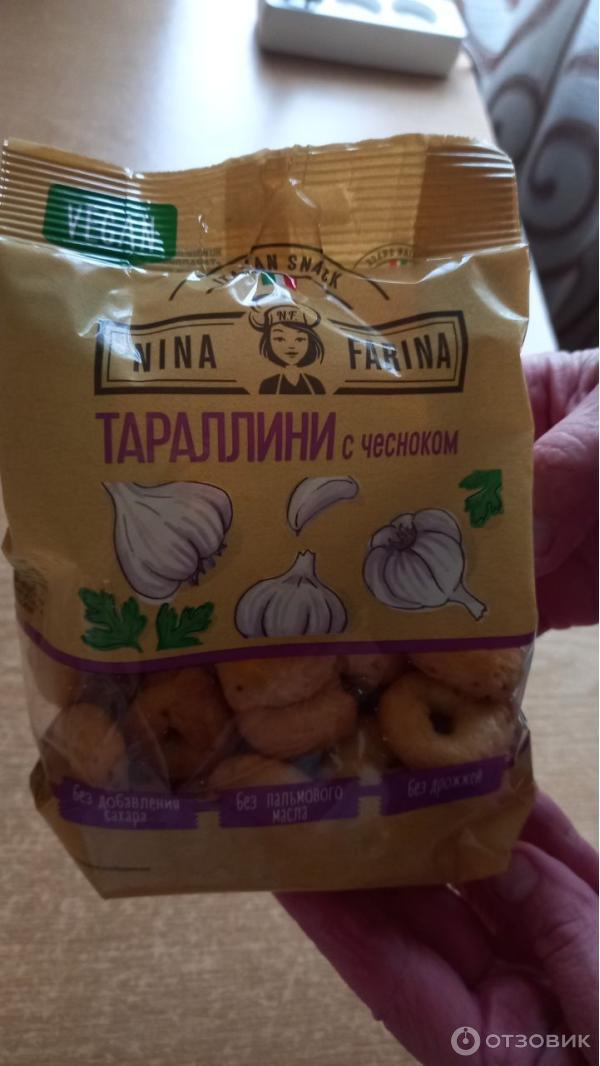 VEGAN
ITALIAN SNACK
N.F.
NINA FARINA
ТАРАЛЛИНИ с чесноком
без добавления сахара
без пальмового масла
без дрожжей
ОТЗОВИК